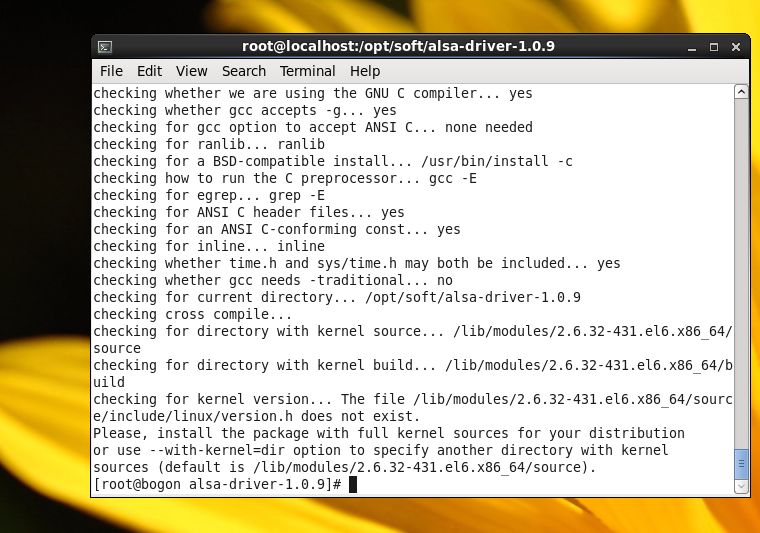 root@localhost:/opt/soft/alsa-driver-1.0.9
File Edit View Search Terminal Help
checking whether we are using the GNU C compiler... yes
checking whether gcc accepts -g... yes
checking for gcc option to accept ANSI C... none needed
checking for ranlib... ranlib
checking for a BSD-compatible install... /usr/bin/install -c
checking how to run the C preprocessor... gcc -E
checking for egrep... grep -E
checking for ANSI C header files... yes
checking for an ANSI C-conforming const... yes
checking for inline... inline
checking whether time.h and sys/time.h may both be included... yes
checking whether gcc needs -traditional... no
checking for current directory... /opt/soft/alsa-driver-1.0.9
checking cross compile...
checking for directory with kernel source... /lib/modules/2.6.32-431.el6.x86_64/
source
checking for directory with kernel build... /lib/modules/2.6.32-431.el6.x86_64/b
uild
checking for kernel version... The file /lib/modules/2.6.32-431.el6.x86_64/sourc
e/include/linux/version.h does not exist.
Please, install the package with full kernel sources for your distribution
or use --with-kernel=dir option to specify another directory with kernel
sources (default is /lib/modules/2.6.32-431.el6.x86_64/source).
[root@bogon alsa-driver-1.0.9]#